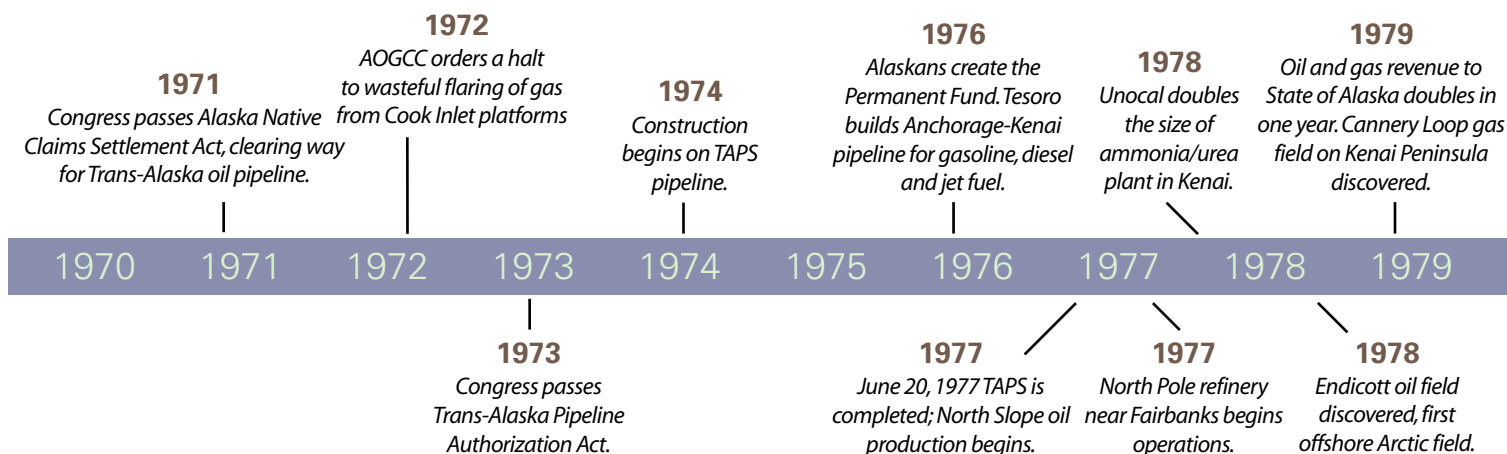 1971
Congress passes Alaska Native
Claims Settlement Act, clearing way
for Trans-Alaska oil pipeline.
1972
AOGCC orders a halt
to wasteful flaring of gas
from Cook Inlet platforms
1974
Construction
begins on TAPS
pipeline.
1976
Alaskans create the
Permanent Fund. Tesoro
builds Anchorage-Kenai
pipeline for gasoline, diesel
and jet fuel.
1978
Unocal doubles
the size of
ammonia/urea
plant in Kenai.
1979
Oil and gas revenue to
State of Alaska doubles in
one year. Cannery Loop gas
field on Kenai Peninsula
discovered.
1970 1971 1972 1973 1974 1975 1976 1977 1978 1979
1973
Congress passes
Trans-Alaska Pipeline
Authorization Act.
1977
June 20, 1977 TAPS is
completed; North Slope oil
production begins.
1977
North Pole refinery
near Fairbanks begins
operations.
1978
Endicott oil field
discovered, first
offshore Arctic field.